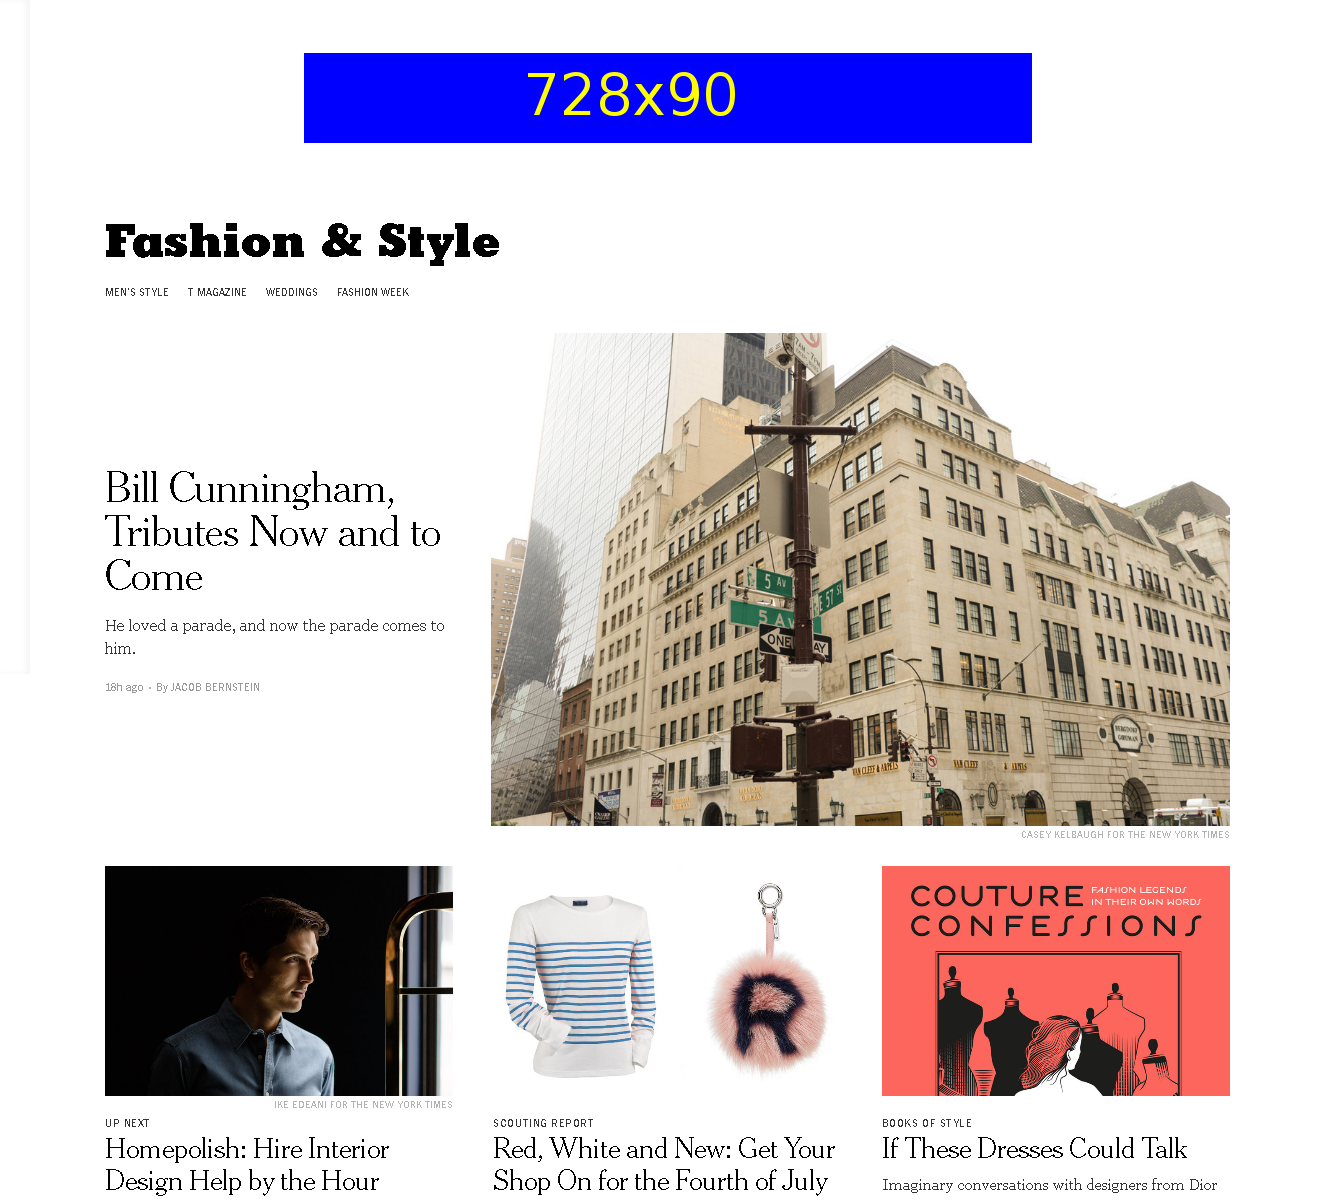 728x90
Fashion & Style
MEN'S STYLE T MAGAZINE WEDDINGS FASHION WEEK
Bill Cunningham,
Tributes Now and to
Come
He loved a parade, and now the parade comes to
him.
18h ago · By JACOB BERNSTEIN
5 AV
E 57 ST
5 AV
ONE WAY
BERGDORF
GOODMAN
VAN CLEEF & ARPELS
VAN CLEEF ARPELS
CASEY KELBAUGH FOR THE NEW YORK TIMES
IKE EDEANI FOR THE NEW YORK TIMES
UP NEXT
Homepolish: Hire Interior
Design Help by the Hour
R
SCOUTING REPORT
Red, White and New: Get Your
Shop On for the Fourth of July
COUTURE FASHION LEGENDS
IN THEIR OWN WORDS
CONFESSIONS
BOOKS OF STYLE
If These Dresses Could Talk
Imaginary conversations with designers from Dior